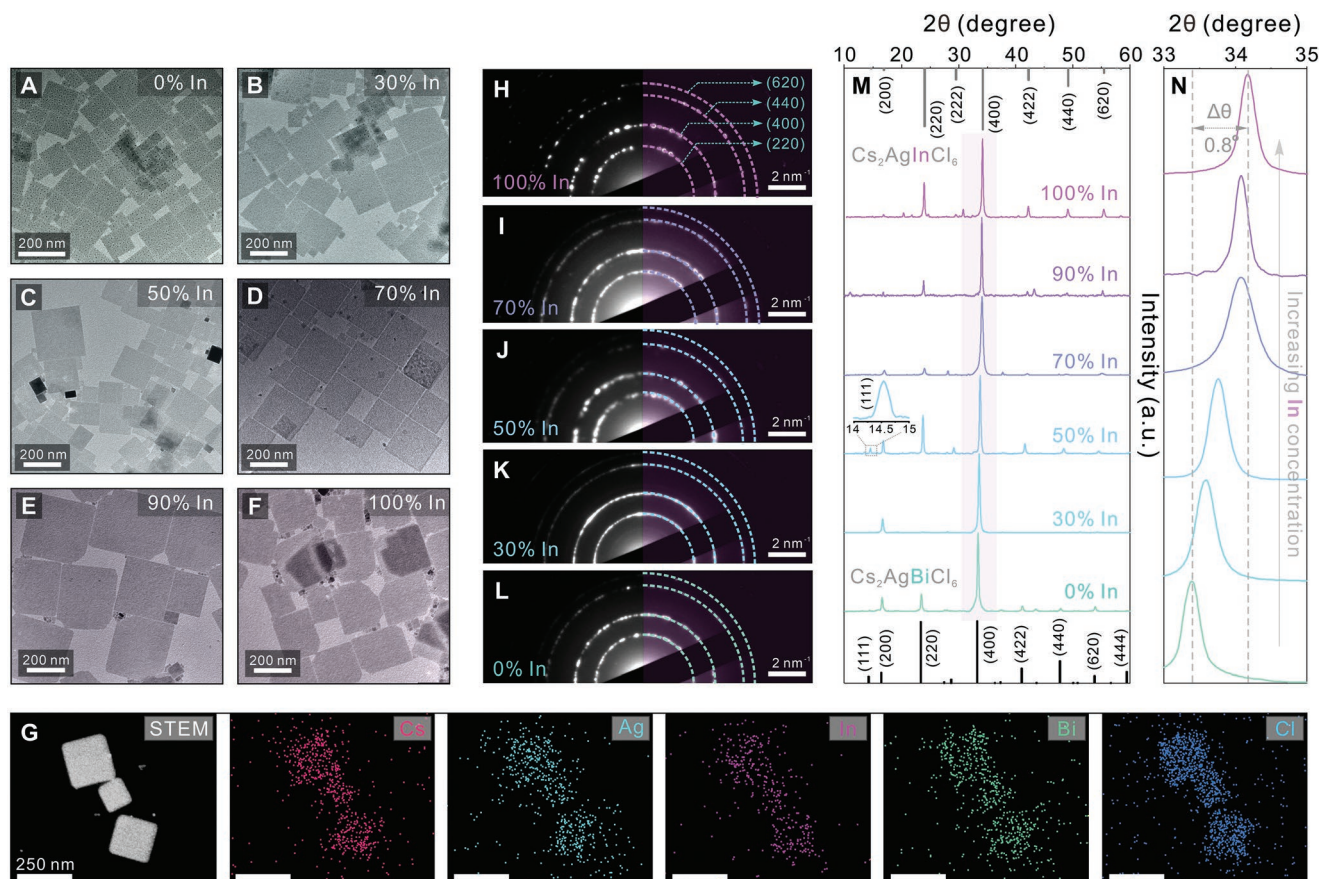 A
0% In
200 nm
B
30% In
200 nm
C
50% In
200 nm
D
70% In
200 nm
E
90% In
200 nm
F
100% In
200 nm
H
(620)
(440)
(400)
(220)
100% In
2 nm⁻¹
I
70% In
2 nm⁻¹
J
50% In
2 nm⁻¹
K
30% In
2 nm⁻¹
L
0% In
2 nm⁻¹
2θ (degree)
10 20 30 40 50 60
M
(200)
(220)
(222)
(400)
(422)
(440)
(620)
Cs₂AgInCl₆
100% In
90% In
70% In
(111)
14 14.5 15
50% In
30% In
Cs₂AgBiCl₆
0% In
(111)
(200)
(220)
(400)
(422)
(440)
(620)
(444)
Intensity (a.u.)
2θ (degree)
33 34 35
N
Δθ
0.8°
Increasing In concentration
G
STEM
250 nm
Cs
Ag
In
Bi
Cl